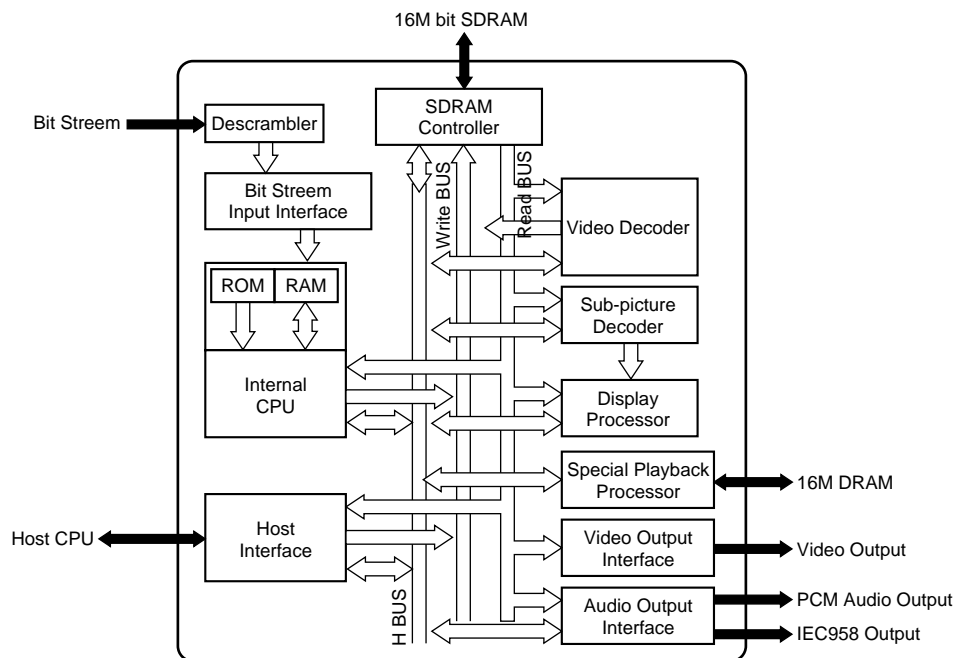 16M bit SDRAM
Bit Streem
Descrambler
SDRAM
Controller
Bit Streem
Input Interface
Write BUS
Read BUS
Video Decoder
ROM
RAM
Sub-picture
Decoder
Internal
CPU
Display
Processor
Special Playback
Processor
16M DRAM
Host CPU
Host
Interface
Video Output
Interface
Video Output
H BUS
Audio Output
Interface
PCM Audio Output
IEC958 Output